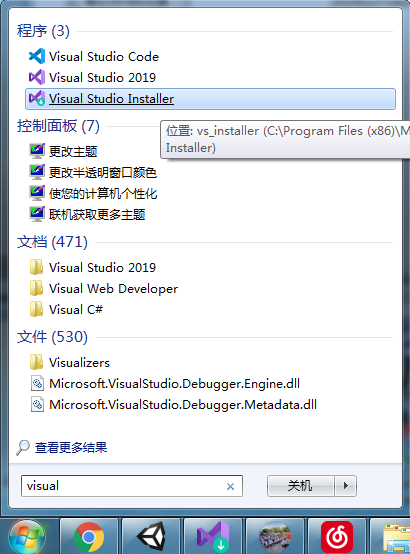 程序 (3)
Visual Studio Code
Visual Studio 2019
Visual Studio Installer
位置: vs_installer (C:\Program Files (x86)\M
Installer)
控制面板 (7)
更改主题
更改半透明窗口颜色
使您的计算机个性化
联机获取更多主题
文档 (471)
Visual Studio 2019
Visual Web Developer
Visual C#
文件 (530)
Visualizers
Microsoft.VisualStudio.Debugger.Engine.dll
Microsoft.VisualStudio.Debugger.Metadata.dll
查看更多结果
visual
关机